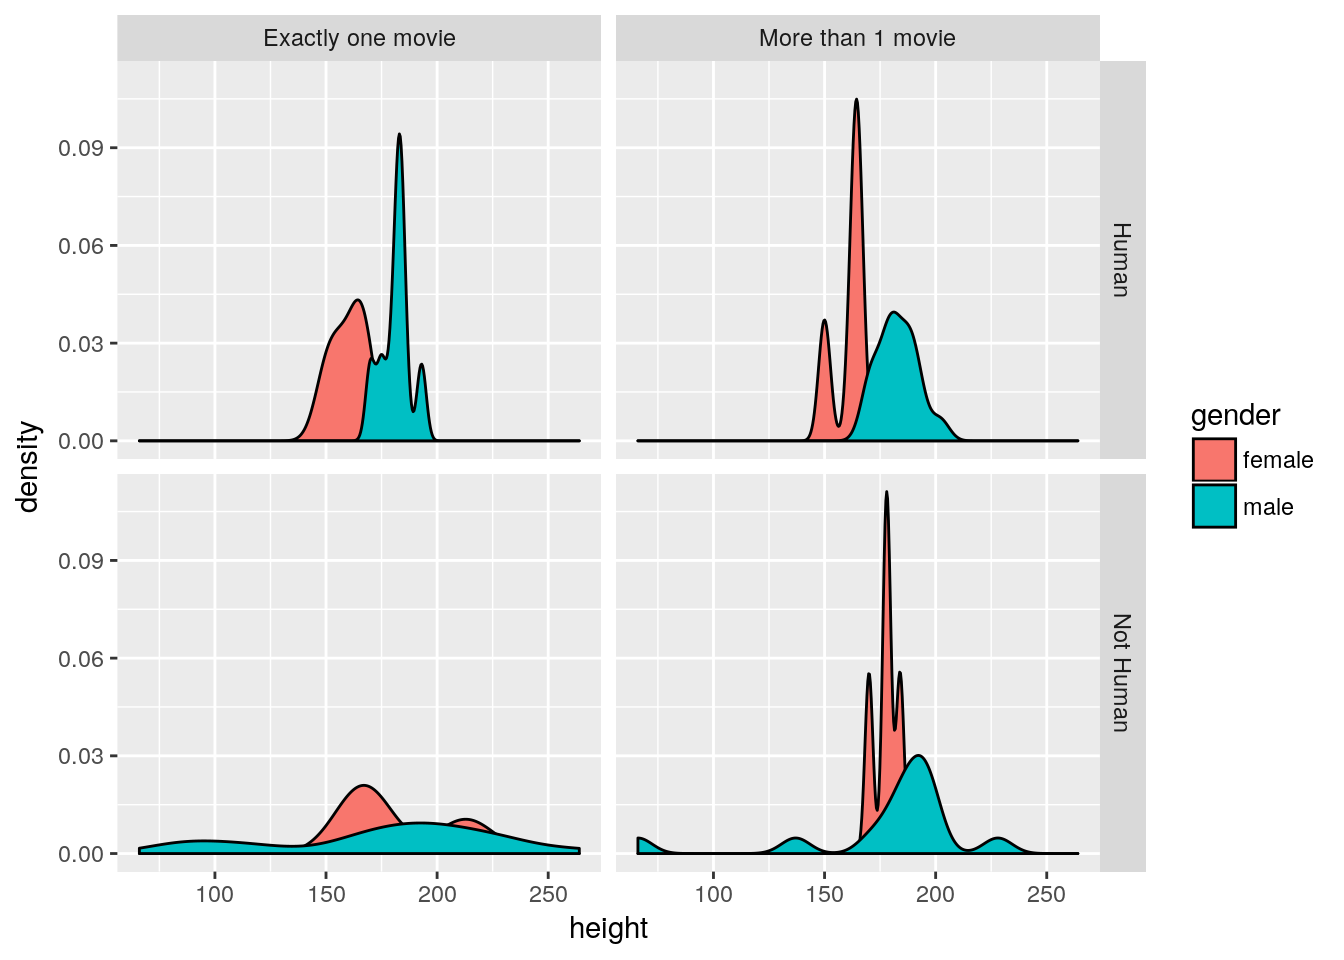 Exactly one movie
More than 1 movie
0.09
0.06
0.03
0.00
Human
0.09
0.06
0.03
0.00
Not Human
density
100
150
200
250
100
150
200
250
height
gender
female
male